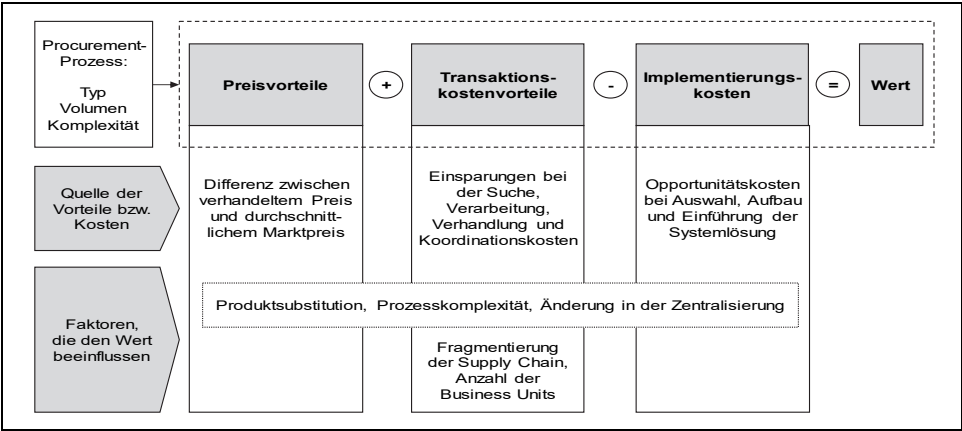 Procurement-
Prozess:
Typ
Volumen
Komplexität
Preisvorteile
+
Transaktions-
kostenvorteile
-
Implementierungs-
kosten
=
Wert
Quelle der
Vorteile bzw.
Kosten
Differenz zwischen
verhandeltem Preis
und durchschnitt-
lichem Marktpreis
Einsparungen bei
der Suche,
Verarbeitung,
Verhandlung und
Koordinationskosten
Opportunitätskosten
bei Auswahl, Aufbau
und Einführung der
Systemlösung
Faktoren,
die den Wert
beeinflussen
Produktsubstitution, Prozesskomplexität, Änderung in der Zentralisierung
Fragmentierung
der Supply Chain,
Anzahl der
Business Units